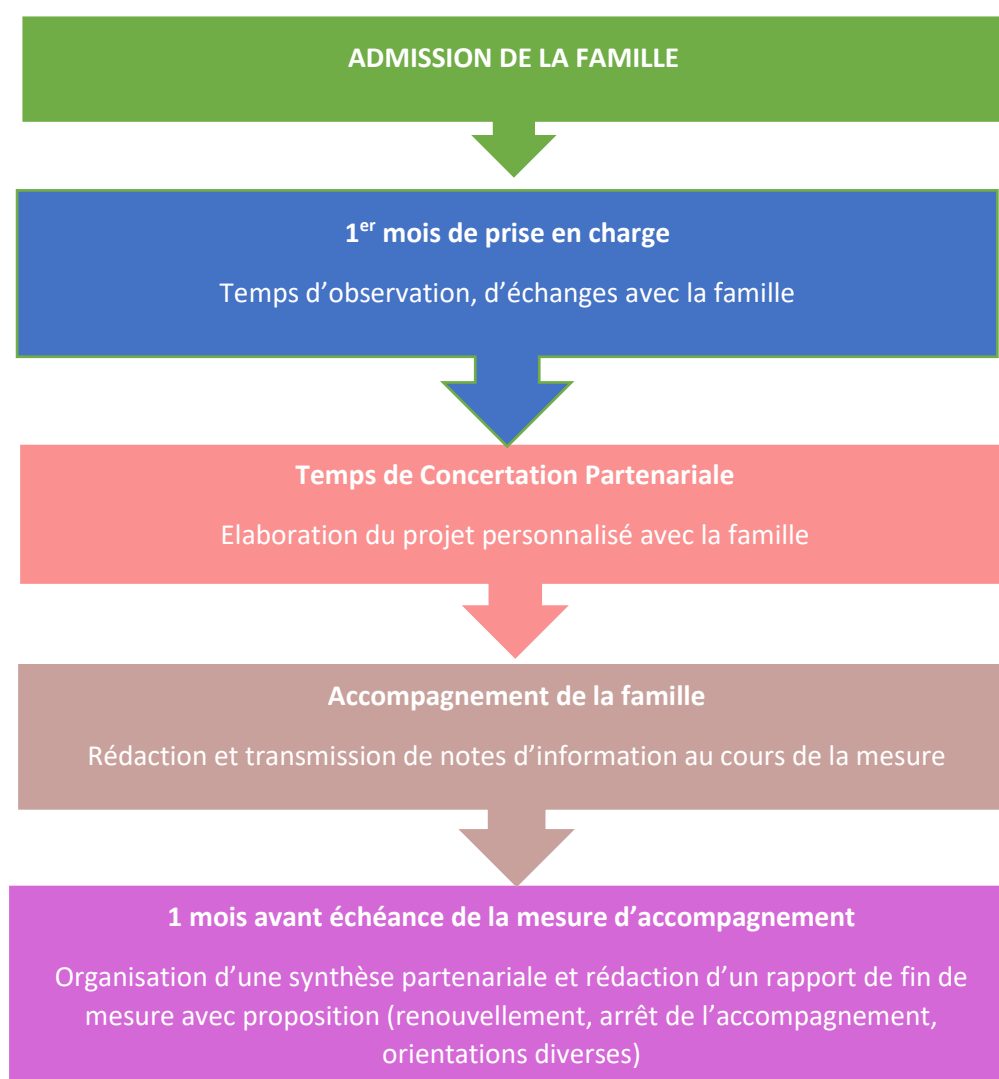 ADMISSION DE LA FAMILLE
1er mois de prise en charge
Temps d’observation, d’échanges avec la famille
Temps de Concertation Partenariale
Elaboration du projet personnalisé avec la famille
Accompagnement de la famille
Rédaction et transmission de notes d’information au cours de la mesure
1 mois avant échéance de la mesure d’accompagnement
Organisation d’une synthèse partenariale et rédaction d’un rapport de fin de
mesure avec proposition (renouvellement, arrêt de l’accompagnement,
orientations diverses)